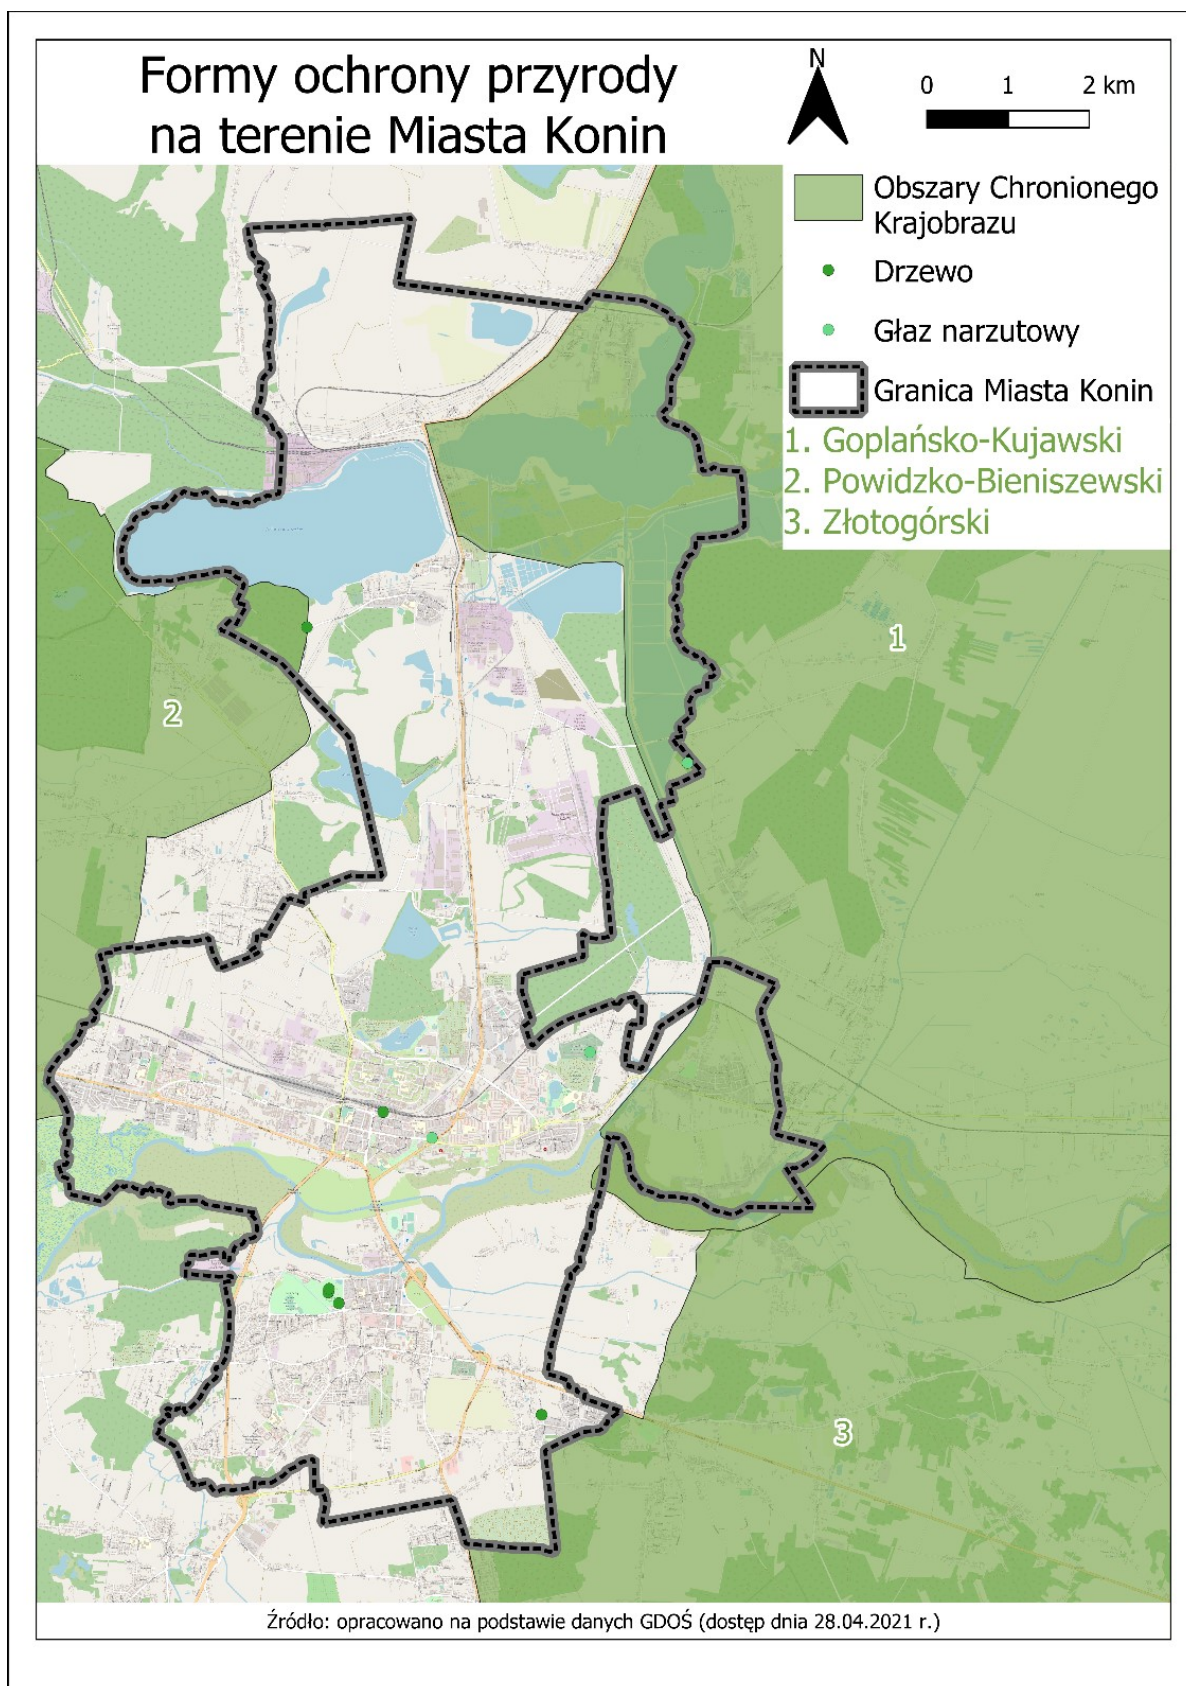 Formy ochrony przyrody
na terenie Miasta Konin
N
0 1 2 km
Obszary Chronionego
Krajobrazu
Drzewo
Głaz narzutowy
Granica Miasta Konin
1. Goplańsko-Kujawski
2. Powidzko-Bieniszewski
3. Złotogórski
1
2
3
Źródło: opracowano na podstawie danych GDOŚ (dostęp dnia 28.04.2021 r.)